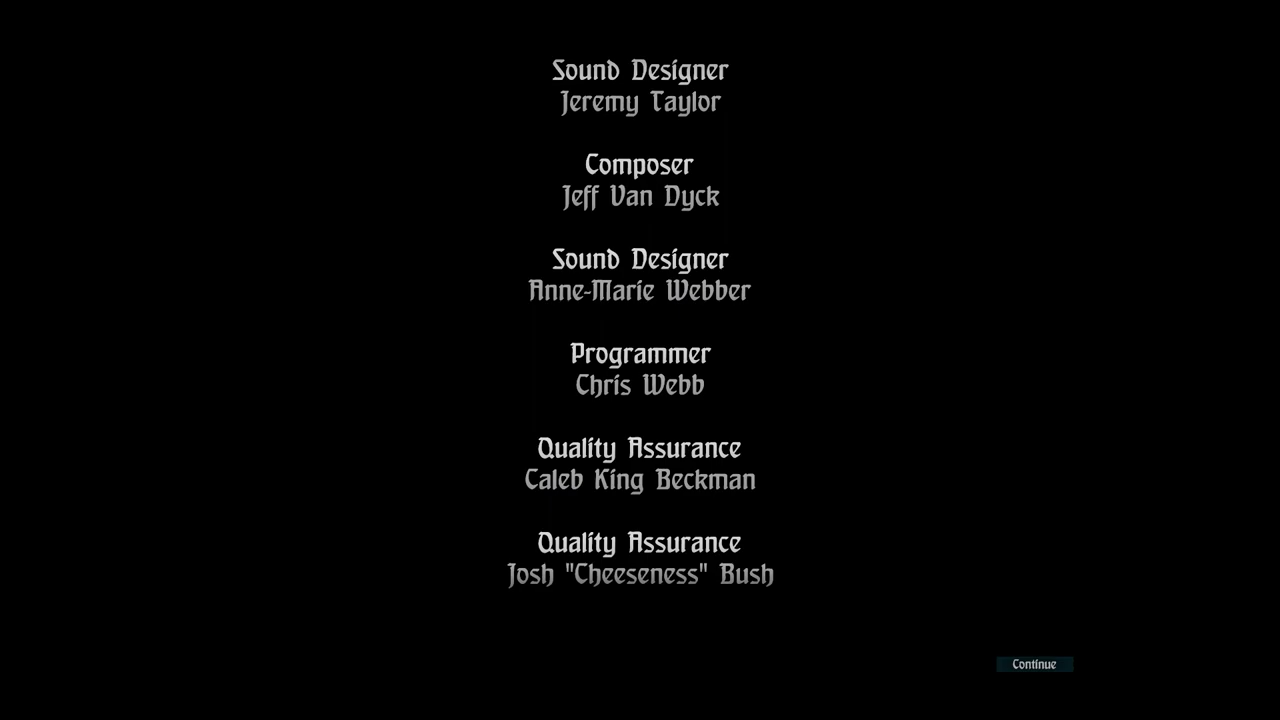 Sound Designer
Jeremy Taylor
Composer
Jeff Van Dyck
Sound Designer
Anne-Marie Webber
Programmer
Chris Webb
Quality Assurance
Caleb King Beckman
Quality Assurance
Josh "Cheeseness" Bush
Continue